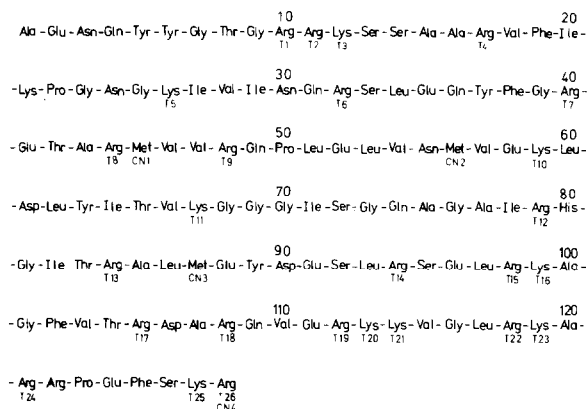 10 20
Ala - Glu - Asn - Gln - Tyr - Tyr - Gly - Thr - Gly - Arg - Arg - Lys - Ser - Ser - Ala - Ala - Arg - Val - Phe - Ile -
T1 T2 T3 T4
30 40
- Lys - Pro - Gly - Asn - Gly - Lys - Ile - Val - Ile - Asn - Gln - Arg - Ser - Leu - Glu - Gln - Tyr - Phe - Gly - Arg -
T5 T6 T7
50 60
- Glu - Thr - Ala - Arg - Met - Val - Val - Arg - Gln - Pro - Leu - Glu - Leu - Val - Asn - Met - Val - Glu - Lys - Leu -
T8 CN1 T9 CN2 T10
70 80
- Asp - Leu - Tyr - Ile - Thr - Val - Lys - Gly - Gly - Gly - Ile - Ser - Gly - Gln - Ala - Gly - Ala - Ile - Arg - His -
T11 T12
90 100
- Gly - Ile - Thr - Arg - Ala - Leu - Met - Glu - Tyr - Asp - Glu - Ser - Leu - Arg - Ser - Glu - Leu - Arg - Lys - Ala -
T13 CN3 T14 T15 T16
110 120
- Gly - Phe - Val - Thr - Arg - Asp - Ala - Arg - Gln - Val - Glu - Arg - Lys - Lys - Val - Gly - Leu - Arg - Lys - Ala -
T17 T18 T19 T20 T21 T22 T23
- Arg - Arg - Pro - Glu - Phe - Ser - Lys - Arg
T24 T25 T26
CN4